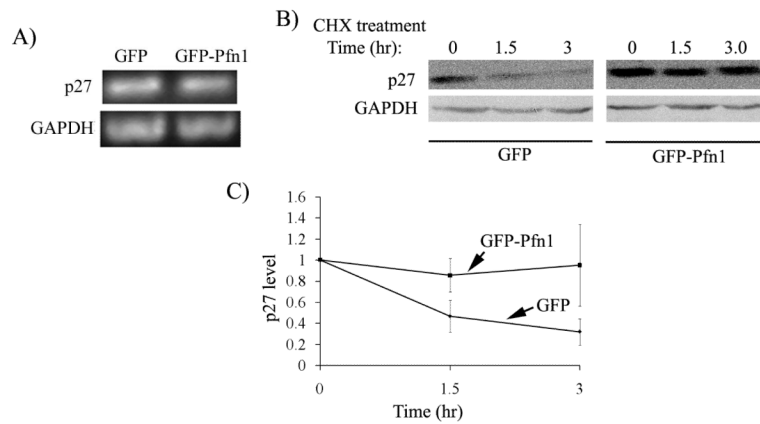 A)
GFP GFP-Pfn1
p27
GAPDH
B)
CHX treatment
Time (hr): 0 1.5 3 0 1.5 3.0
p27
GAPDH
GFP GFP-Pfn1
C)
1.6
1.4
1.2
1
0.8
0.6
0.4
0.2
0
p27 level
GFP-Pfn1
GFP
0 1.5 3
Time (hr)